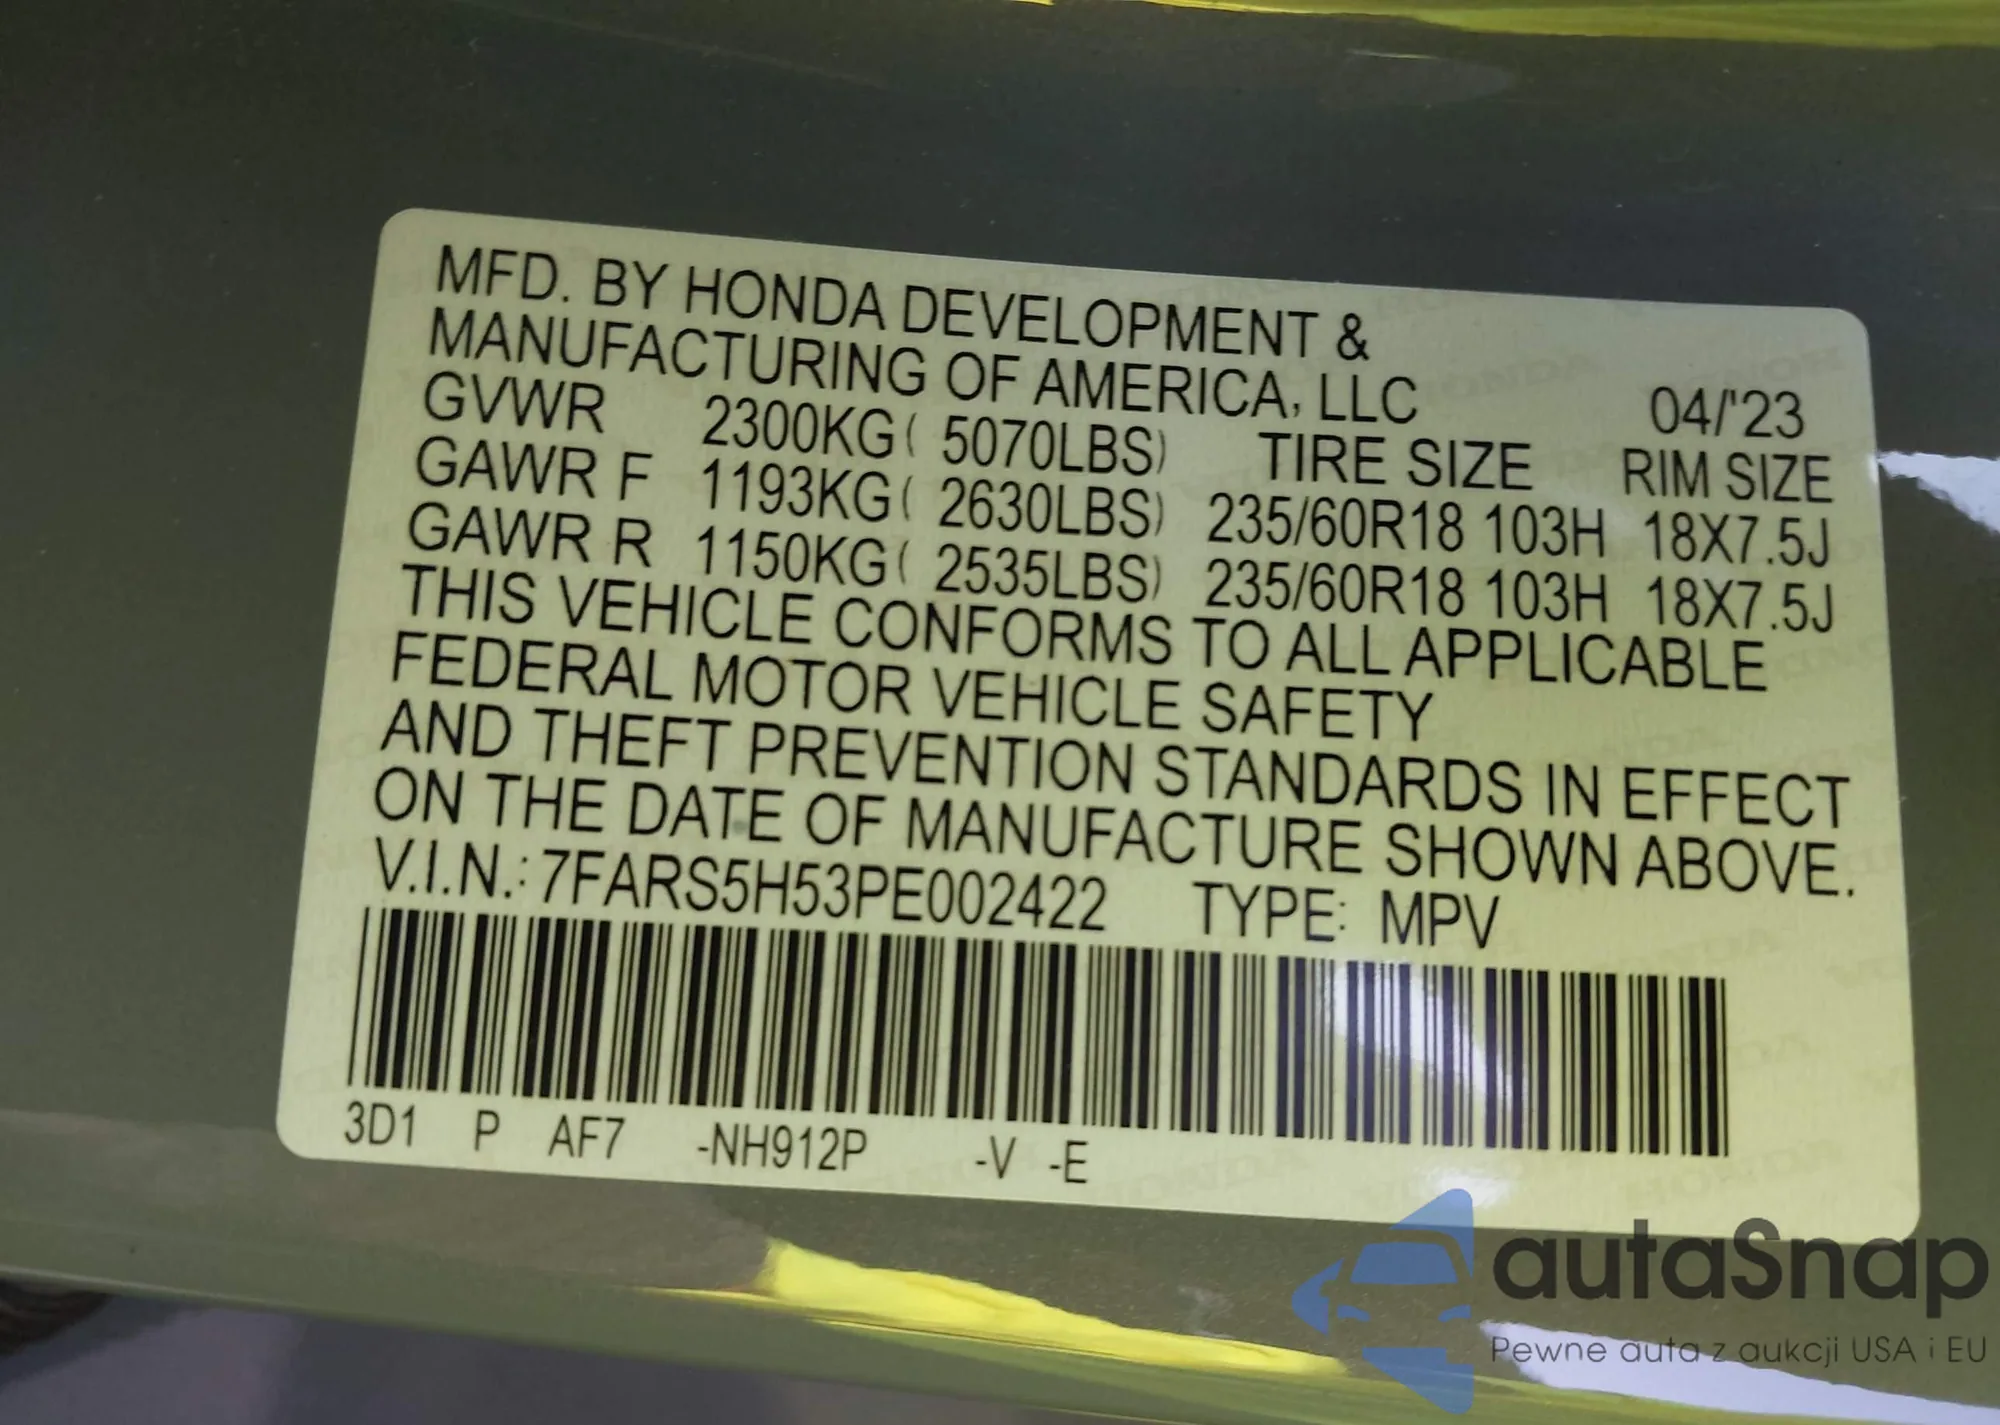 MFD. BY HONDA DEVELOPMENT &
MANUFACTURING OF AMERICA, LLC 04/'23
GVWR 2300KG( 5070LBS) TIRE SIZE RIM SIZE
GAWR F 1193KG( 2630LBS) 235/60R18 103H 18X7.5J
GAWR R 1150KG( 2535LBS) 235/60R18 103H 18X7.5J
THIS VEHICLE CONFORMS TO ALL APPLICABLE
FEDERAL MOTOR VEHICLE SAFETY
AND THEFT PREVENTION STANDARDS IN EFFECT
ON THE DATE OF MANUFACTURE SHOWN ABOVE.
V.I.N.: 7FARS5H53PE002422 TYPE: MPV
3D1 P AF7 -NH912P -V -E
autaSnap
Pewne auta z aukcji USA i EU